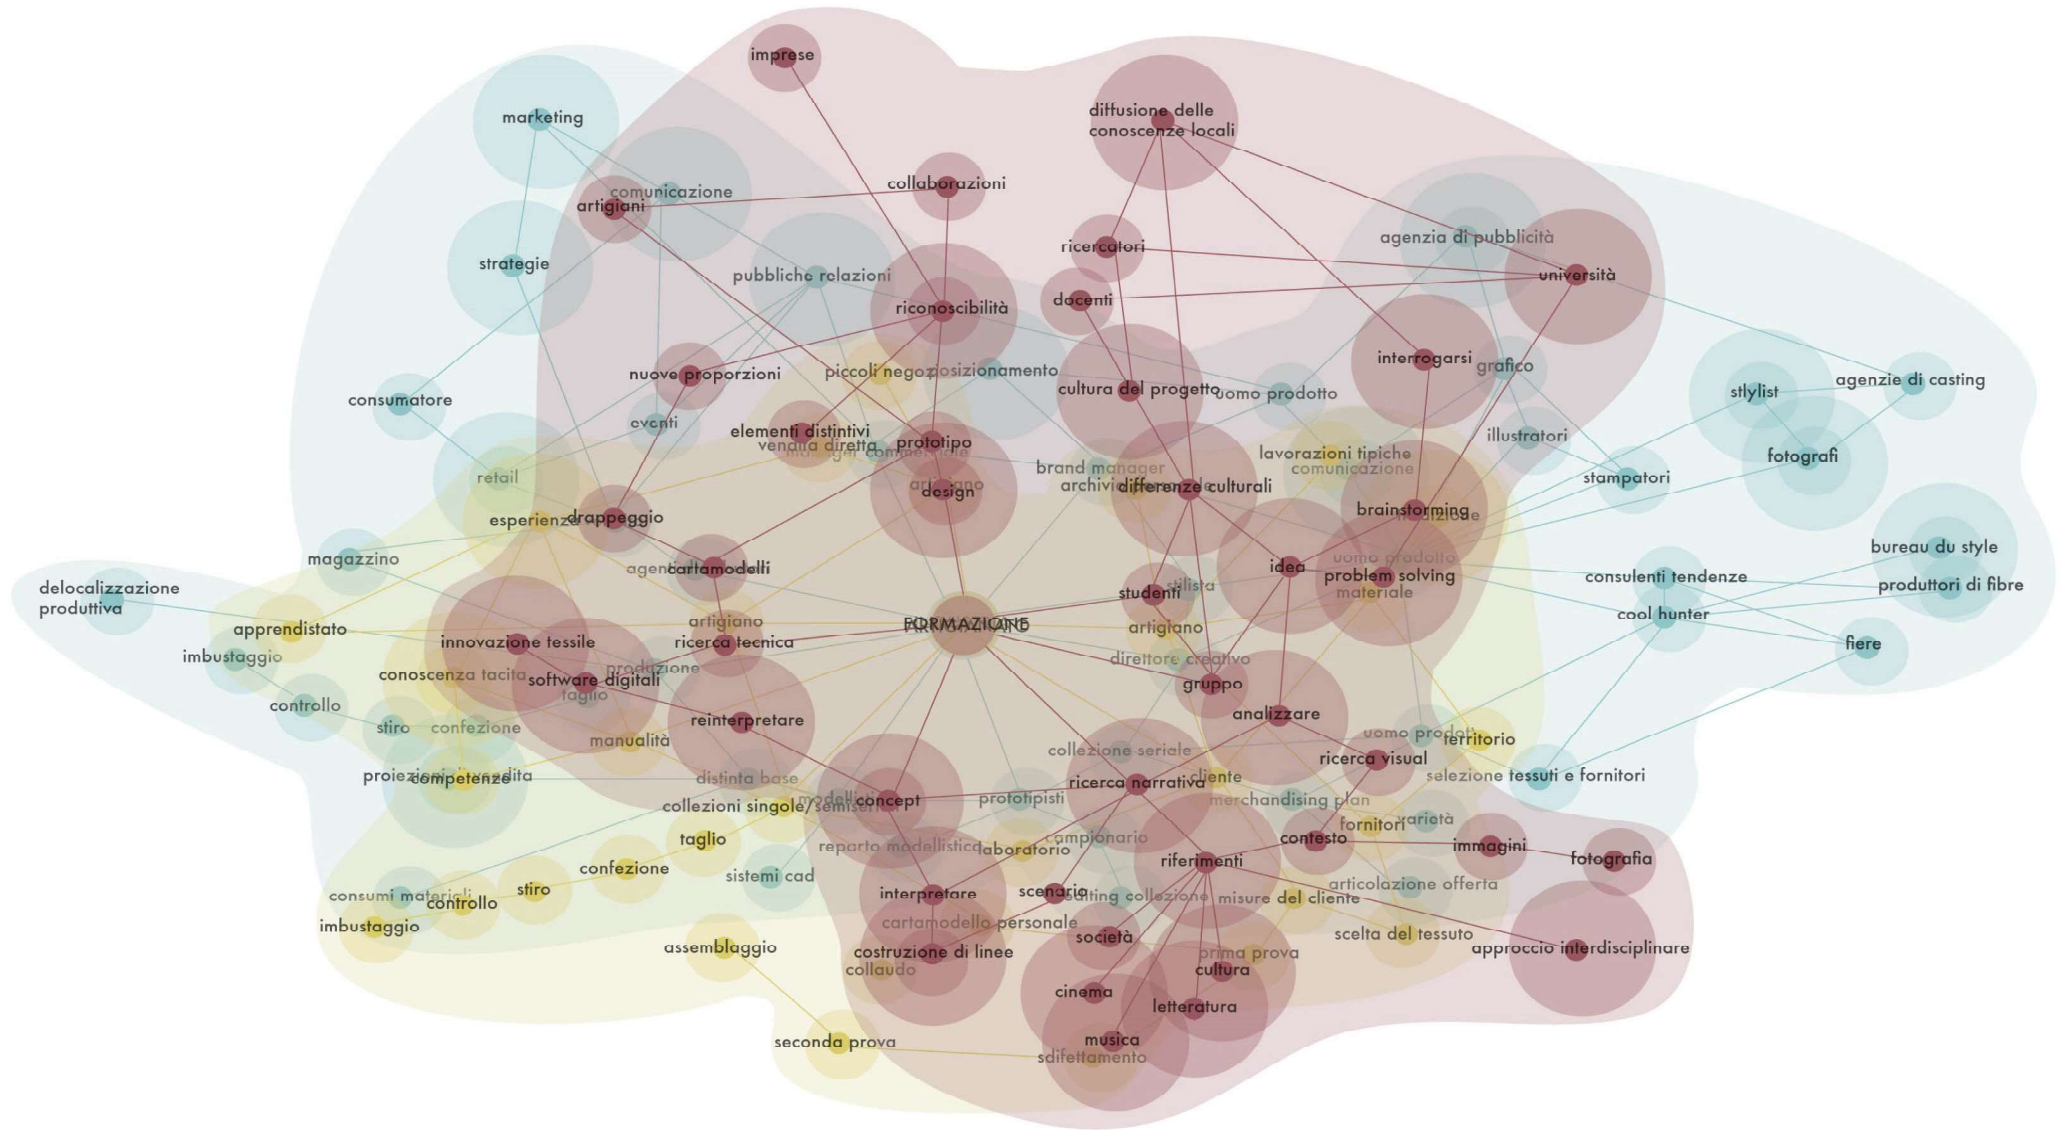 imprese
diffusione delle
conoscenze locali
marketing
collaborazioni
comunicazione
artigiani
agenzia di pubblicità
ricercatori
strategie
pubbliche relazioni
università
docenti
riconoscibilità
interrogarsi
grafico
nuove proporzioni
piccoli negozi
posizionamento
agenzie di casting
cultura del progetto
uomo prodotto
stlylist
consumatore
eventi
elementi distintivi
vendita diretta
prototipo
illustratori
lavorazioni tipiche
comunicazione
fotografi
brand manager
retail
stampatori
artigiano
design
differenze culturali
brainstorming
esperienza
drappeggio
bureau du style
magazzino
uomo prodotto
cartamodelli
idea
problem solving
consulenti tendenze
produttori di fibre
delocalizzazione
produttiva
stilista
studenti
materiale
cool hunter
artigiano
FORMAZIONE
artigiano
apprendistato
innovazione tessile
ricerca tecnica
fiere
imbustaggio
direttore creativo
produzione
conoscenza tacita
software digitali
taglio
gruppo
controllo
reinterpretare
analizzare
stiro
confezione
manualità
uomo prodotto
territorio
collezione seriale
ricerca visual
competenze
distinta base
cliente
selezione tessuti e fornitori
ricerca narrativa
collezioni singole/semiseriali
concept
prototipisti
merchandising plan
fornitori
varietà
taglio
campionario
contesto
immagini
reparto modellistica
laboratorio
riferimenti
fotografia
confezione
sistemi cad
articolazione offerta
stiro
consumi materiali
controllo
interpretare
scenario
misure del cliente
imbustaggio
cartamodello personale
società
scelta del tessuto
assemblaggio
costruzione di linee
prima prova
approccio interdisciplinare
collaudo
cultura
cinema
letteratura
seconda prova
musica
sdifettamento